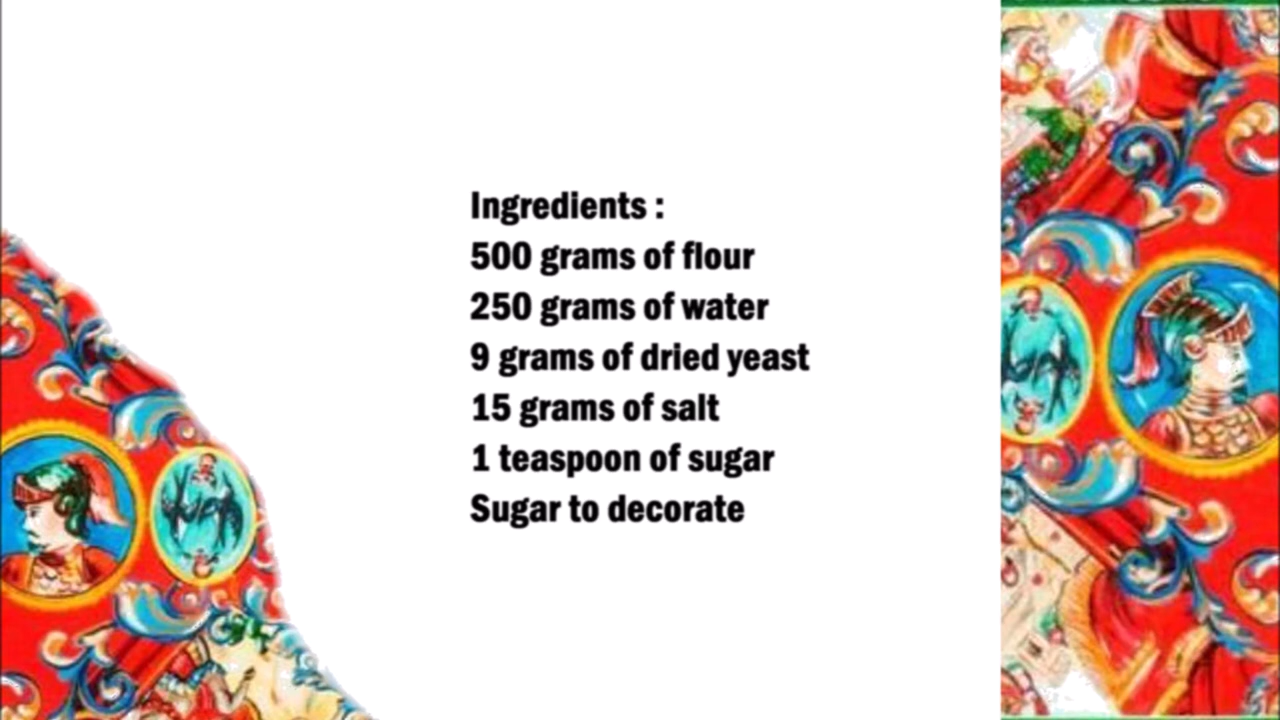 Ingredients :
500 grams of flour
250 grams of water
9 grams of dried yeast
15 grams of salt
1 teaspoon of sugar
Sugar to decorate